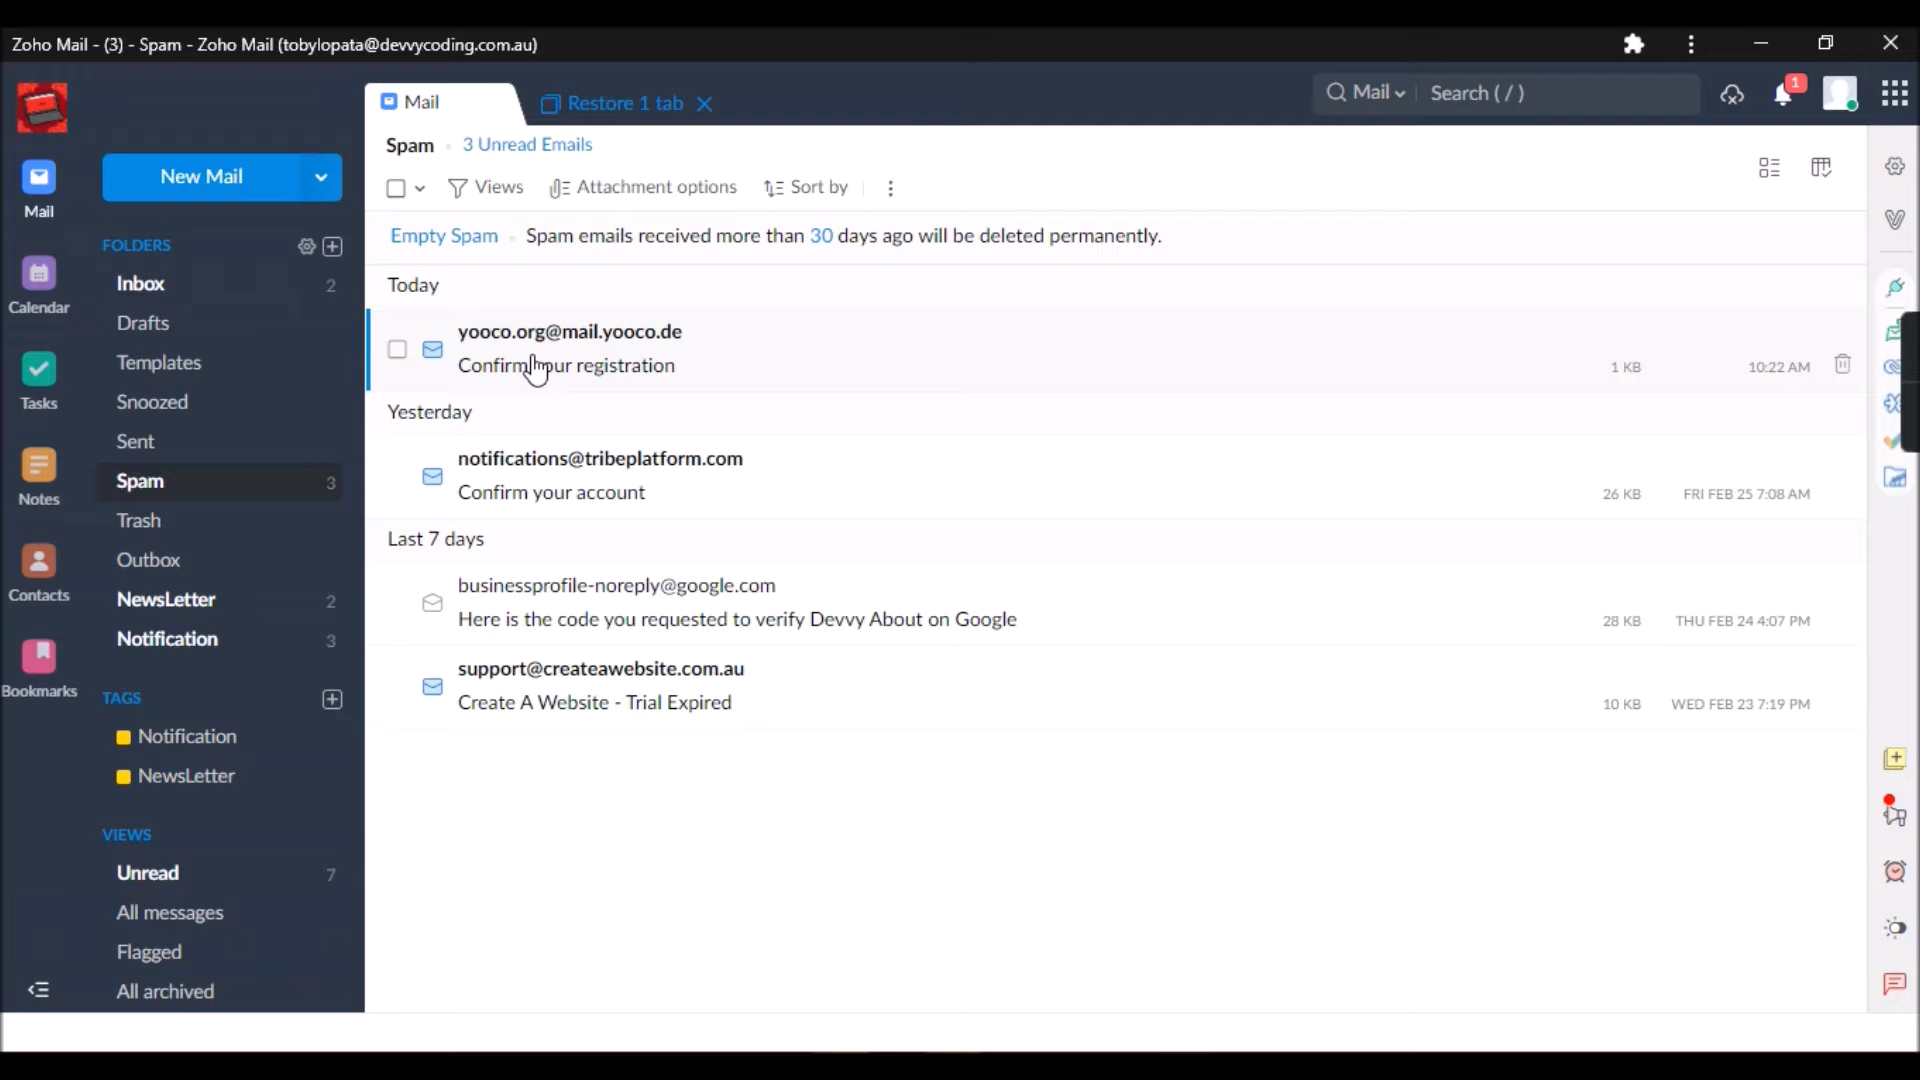 Zoho Mail - (3) - Spam - Zoho Mail (tobylopata@devvycoding.com.au)
Mail
Restore 1 tab
Mail
Search ( / )
1
Spam
3 Unread Emails
Views
Attachment options
Sort by
Empty Spam
Spam emails received more than 30 days ago will be deleted permanently.
Today
yooco.org@mail.yooco.de
Confirm your registration
1 KB
10:22 AM
Yesterday
notifications@tribeplatform.com
Confirm your account
26 KB
FRI FEB 25 7:08 AM
Last 7 days
businessprofile-noreply@google.com
Here is the code you requested to verify Devvy About on Google
28 KB
THU FEB 24 4:07 PM
support@createawebsite.com.au
Create A Website - Trial Expired
10 KB
WED FEB 23 7:19 PM
Mail
Calendar
Tasks
Notes
Contacts
Bookmarks
New Mail
FOLDERS
Inbox 2
Drafts
Templates
Snoozed
Sent
Spam 3
Trash
Outbox
NewsLetter 2
Notification 3
TAGS
Notification
NewsLetter
VIEWS
Unread 7
All messages
Flagged
All archived